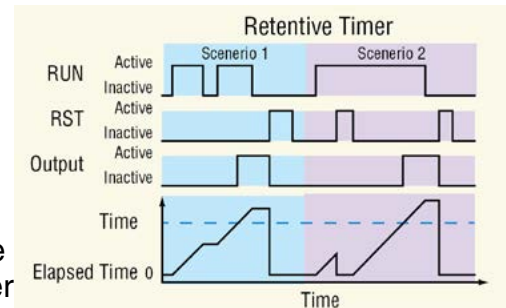 Retentive Timer
Scenerio 1 Scenerio 2
RUN Active
Inactive
RST Active
Inactive
Output Active
Inactive
Time
e
Elapsed Time 0
er
Time